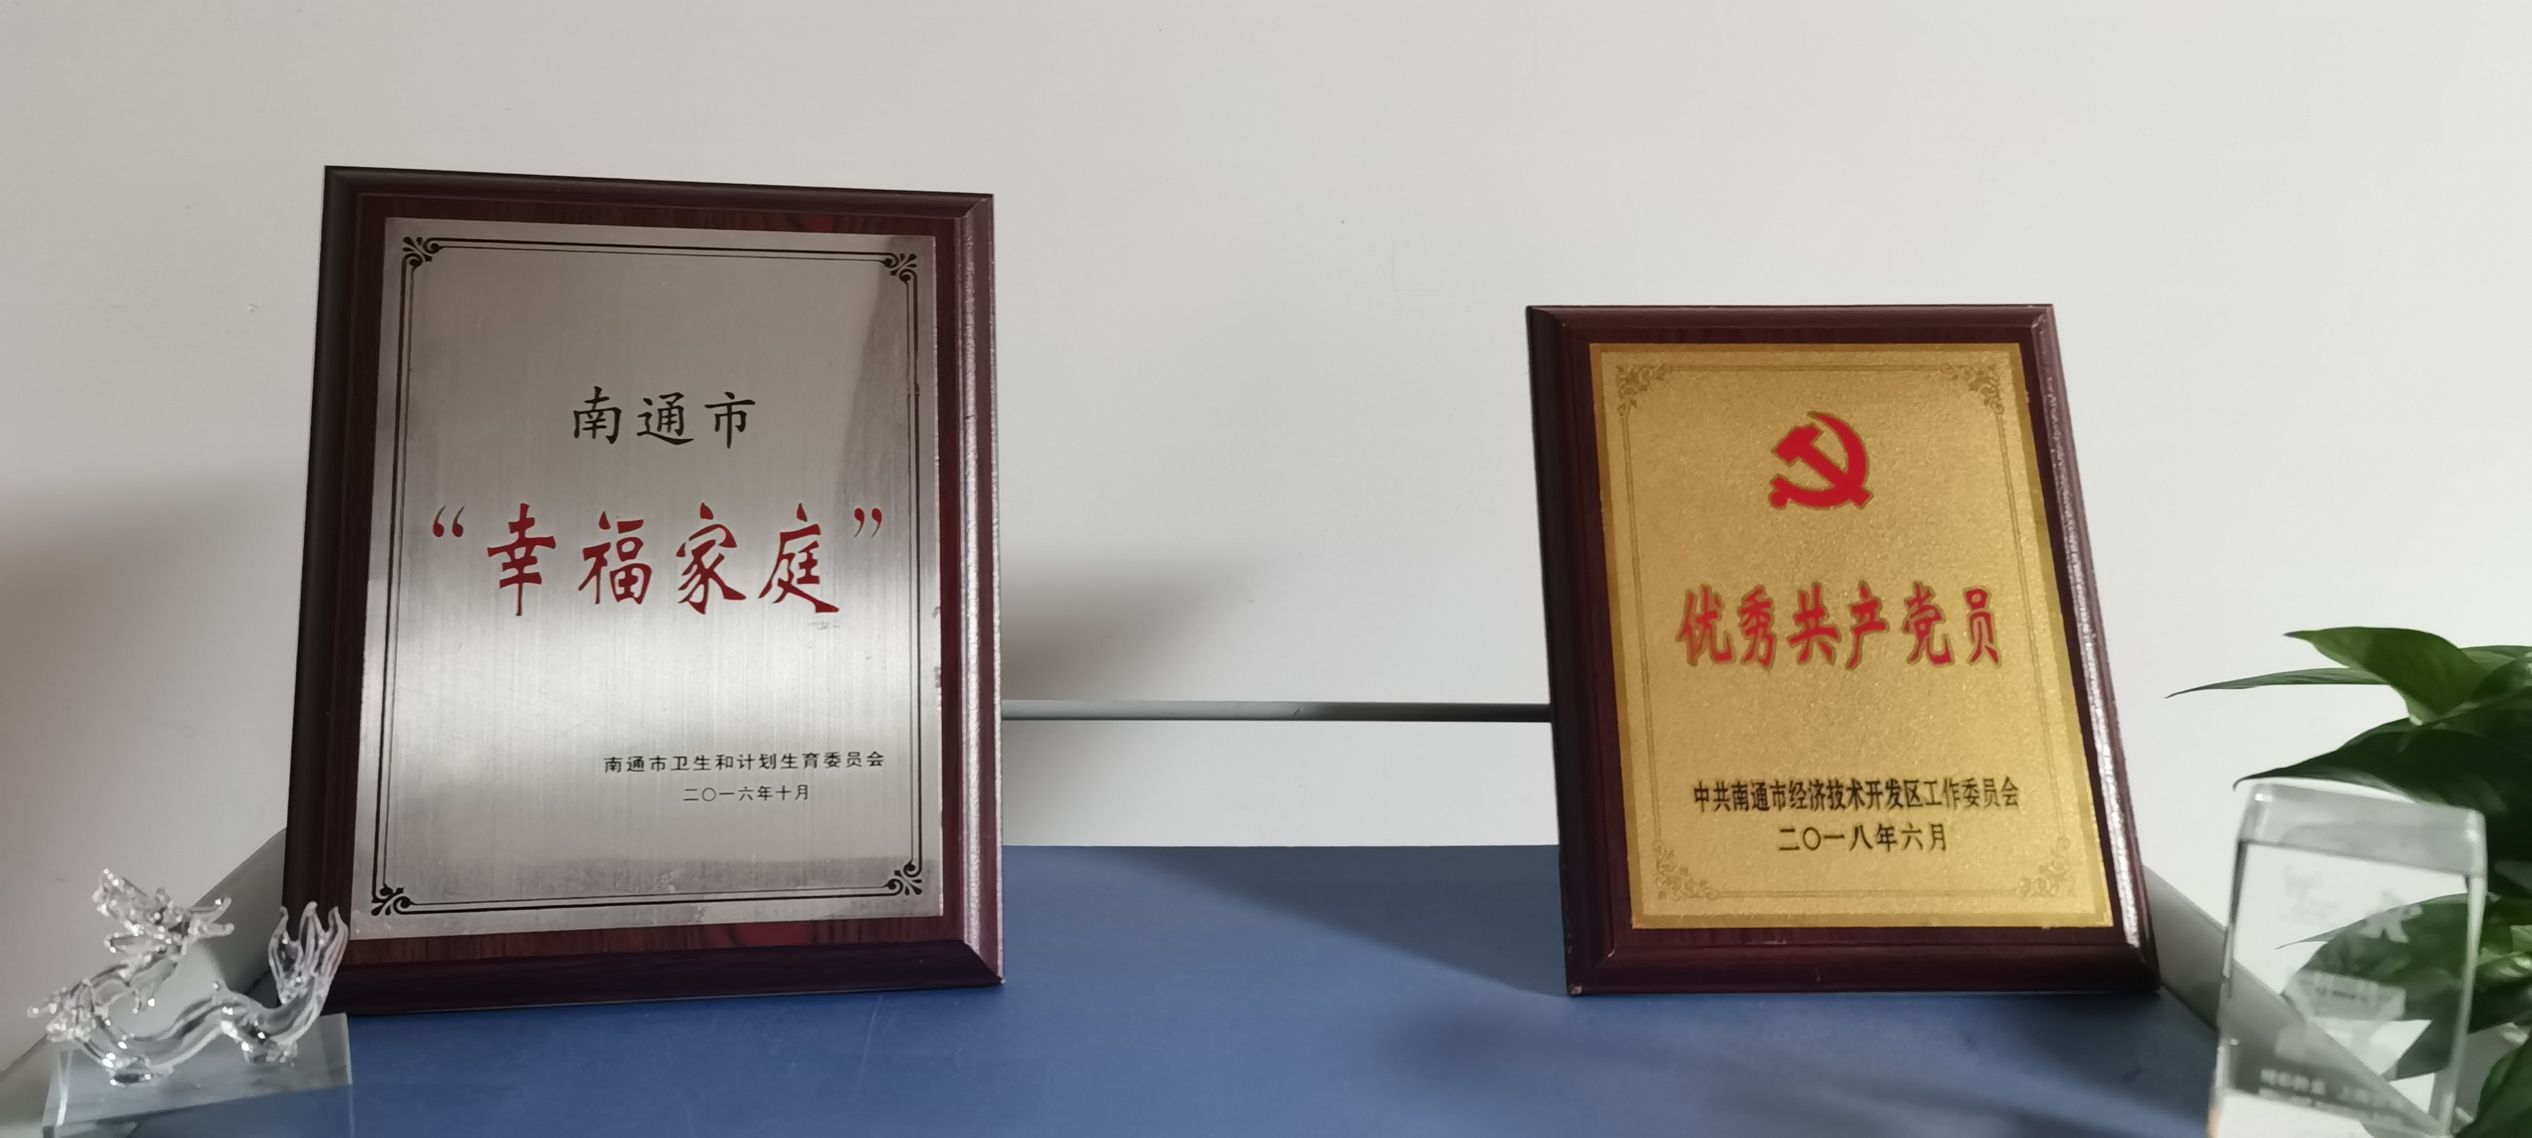 南通市
“幸福家庭”
南通市卫生和计划生育委员会
二〇一六年十月
优秀共产党员
中共南通市经济技术开发区工作委员会
二〇一八年六月